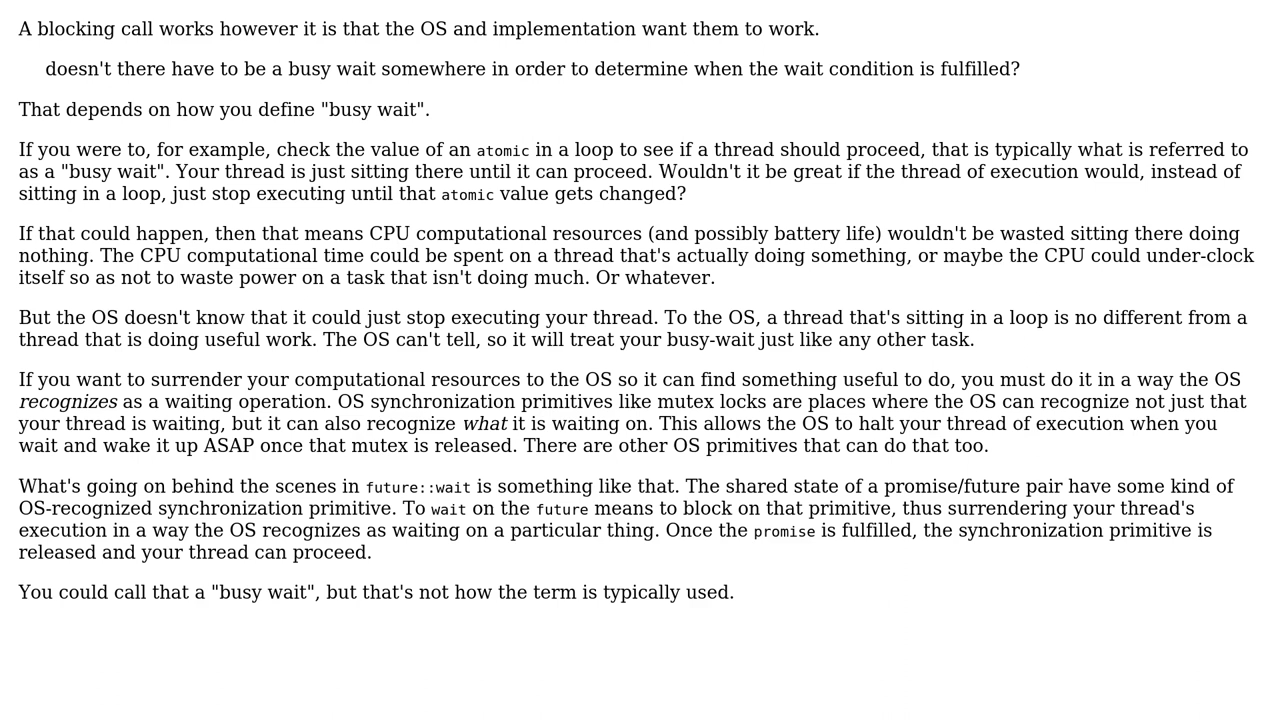 A blocking call works however it is that the OS and implementation want them to work.
doesn't there have to be a busy wait somewhere in order to determine when the wait condition is fulfilled?
That depends on how you define "busy wait".
If you were to, for example, check the value of an atomic in a loop to see if a thread should proceed, that is typically what is referred to
as a "busy wait". Your thread is just sitting there until it can proceed. Wouldn't it be great if the thread of execution would, instead of
sitting in a loop, just stop executing until that atomic value gets changed?
If that could happen, then that means CPU computational resources (and possibly battery life) wouldn't be wasted sitting there doing
nothing. The CPU computational time could be spent on a thread that's actually doing something, or maybe the CPU could under-clock
itself so as not to waste power on a task that isn't doing much. Or whatever.
But the OS doesn't know that it could just stop executing your thread. To the OS, a thread that's sitting in a loop is no different from a
thread that is doing useful work. The OS can't tell, so it will treat your busy-wait just like any other task.
If you want to surrender your computational resources to the OS so it can find something useful to do, you must do it in a way the OS
recognizes as a waiting operation. OS synchronization primitives like mutex locks are places where the OS can recognize not just that
your thread is waiting, but it can also recognize what it is waiting on. This allows the OS to halt your thread of execution when you
wait and wake it up ASAP once that mutex is released. There are other OS primitives that can do that too.
What's going on behind the scenes in future::wait is something like that. The shared state of a promise/future pair have some kind of
OS-recognized synchronization primitive. To wait on the future means to block on that primitive, thus surrendering your thread's
execution in a way the OS recognizes as waiting on a particular thing. Once the promise is fulfilled, the synchronization primitive is
released and your thread can proceed.
You could call that a "busy wait", but that's not how the term is typically used.